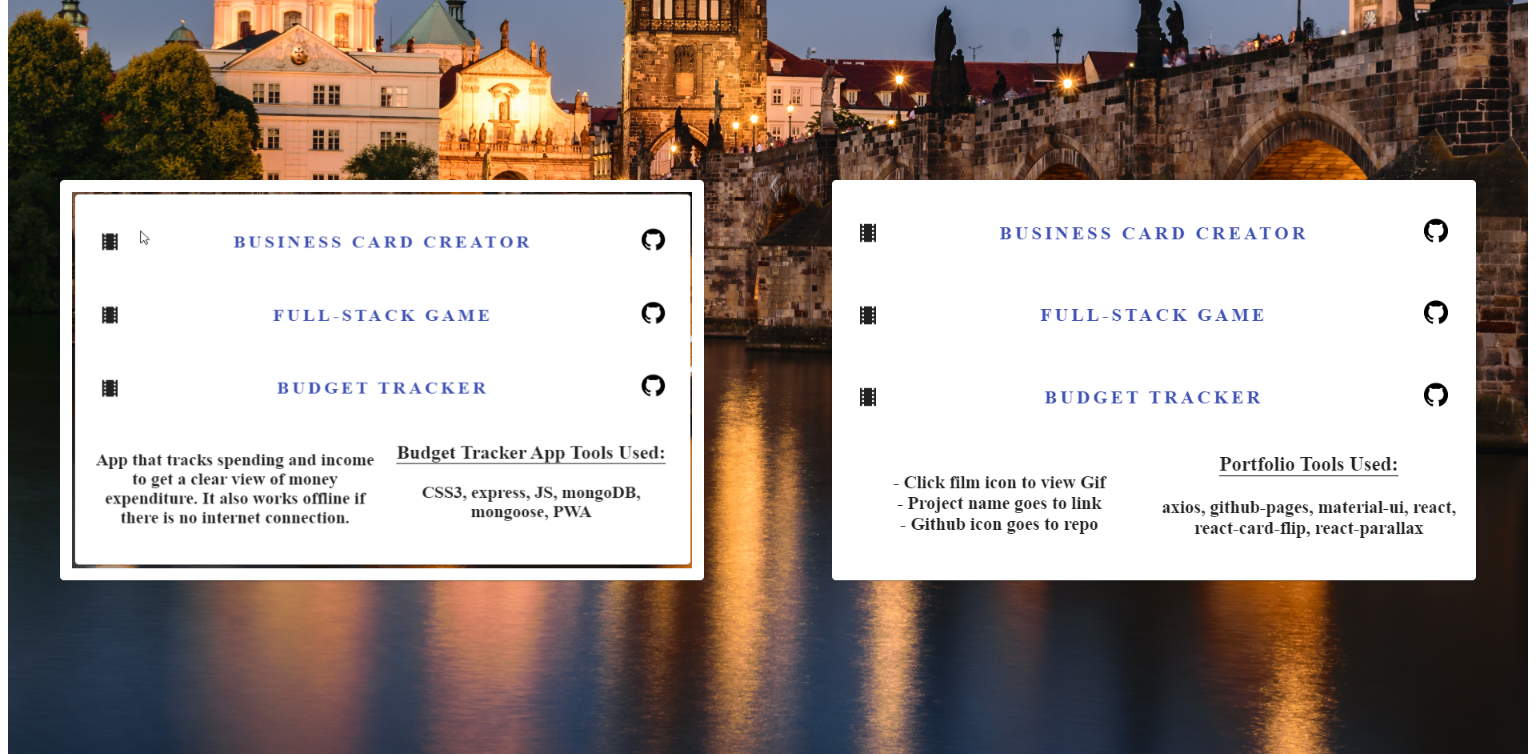 BUSINESS CARD CREATOR
FULL-STACK GAME
BUDGET TRACKER
App that tracks spending and income
to get a clear view of money
expenditure. It also works offline if
there is no internet connection.
Budget Tracker App Tools Used:
CSS3, express, JS, mongoDB,
mongoose, PWA
BUSINESS CARD CREATOR
FULL-STACK GAME
BUDGET TRACKER
- Click film icon to view Gif
- Project name goes to link
- Github icon goes to repo
Portfolio Tools Used:
axios, github-pages, material-ui, react,
react-card-flip, react-parallax